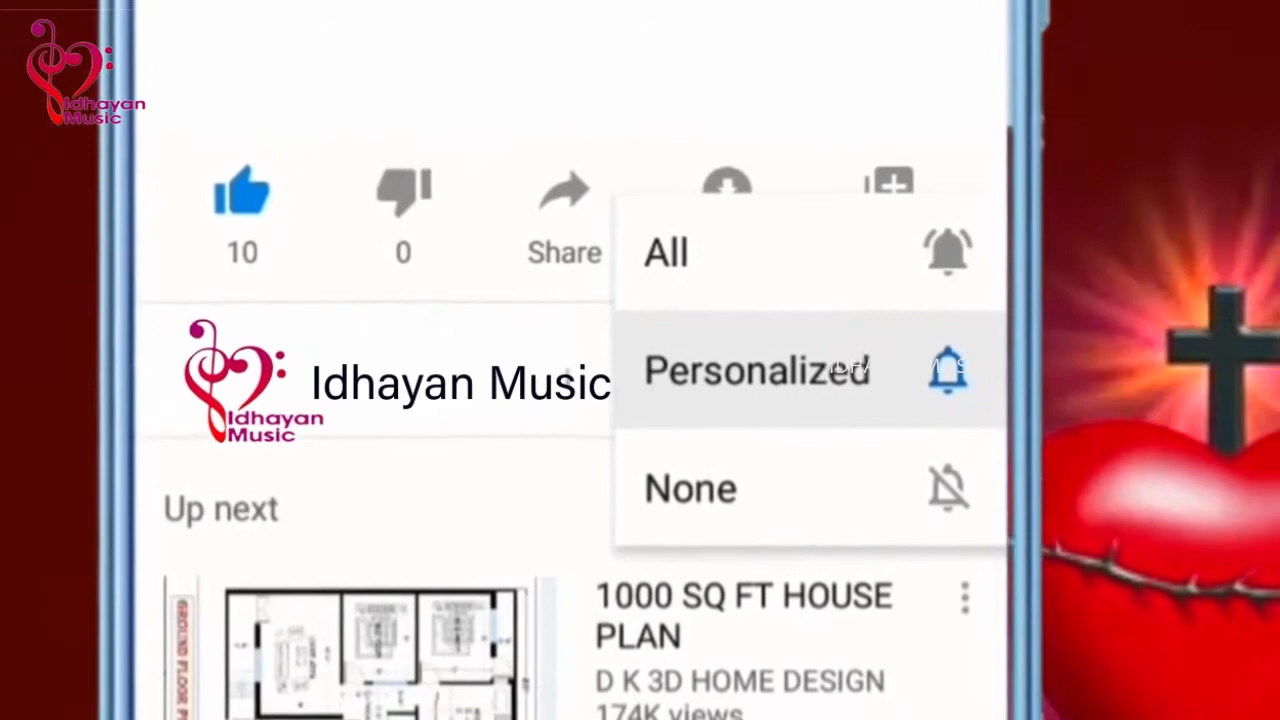 Idhayan
Music
10
0
Share
All
Personalized
None
Idhayan Music
Idhayan
Music
Up next
1000 SQ FT HOUSE
PLAN
D K 3D HOME DESIGN
174K views